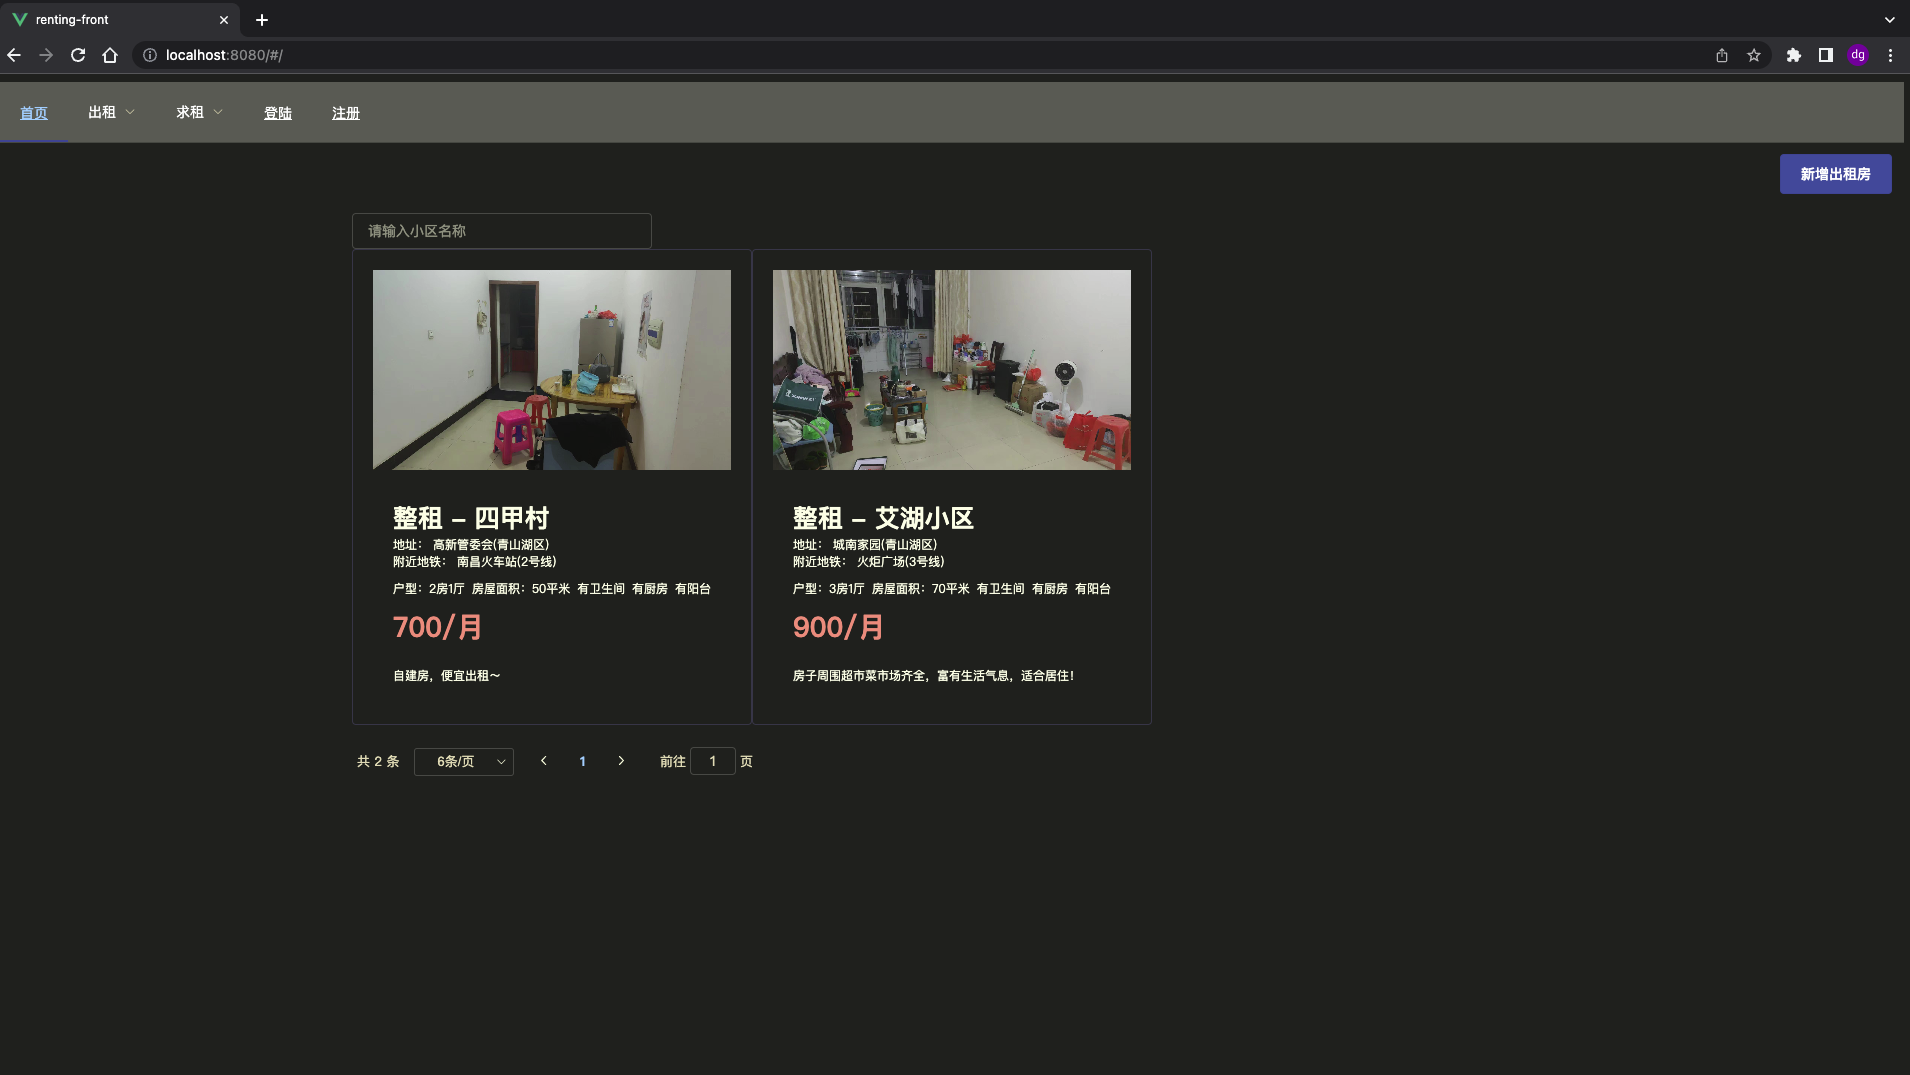 renting-front
localhost:8080/#/
dg
首页
出租
求租
登陆
注册
新增出租房
请输入小区名称
整租 – 四甲村
地址： 高新管委会(青山湖区)
附近地铁： 南昌火车站(2号线)
户型：2房1厅 房屋面积：50平米 有卫生间 有厨房 有阳台
700/月
自建房，便宜出租～
整租 – 艾湖小区
地址： 城南家园(青山湖区)
附近地铁： 火炬广场(3号线)
户型：3房1厅 房屋面积：70平米 有卫生间 有厨房 有阳台
900/月
房子周围超市菜市场齐全，富有生活气息，适合居住！
共 2 条
6条/页
1
前往 1 页